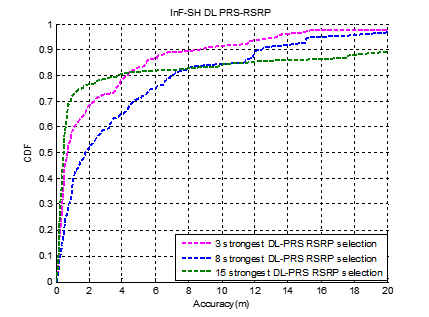 InF-SH DL PRS-RSRP
1
0.9
0.8
0.7
0.6
0.5
0.4
0.3
0.2
0.1
0
CDF
3 strongest DL-PRS RSRP selection
8 strongest DL-PRS RSRP selection
15 strongest DL-PRS RSRP selection
0 2 4 6 8 10 12 14 16 18 20
Accuracy(m)